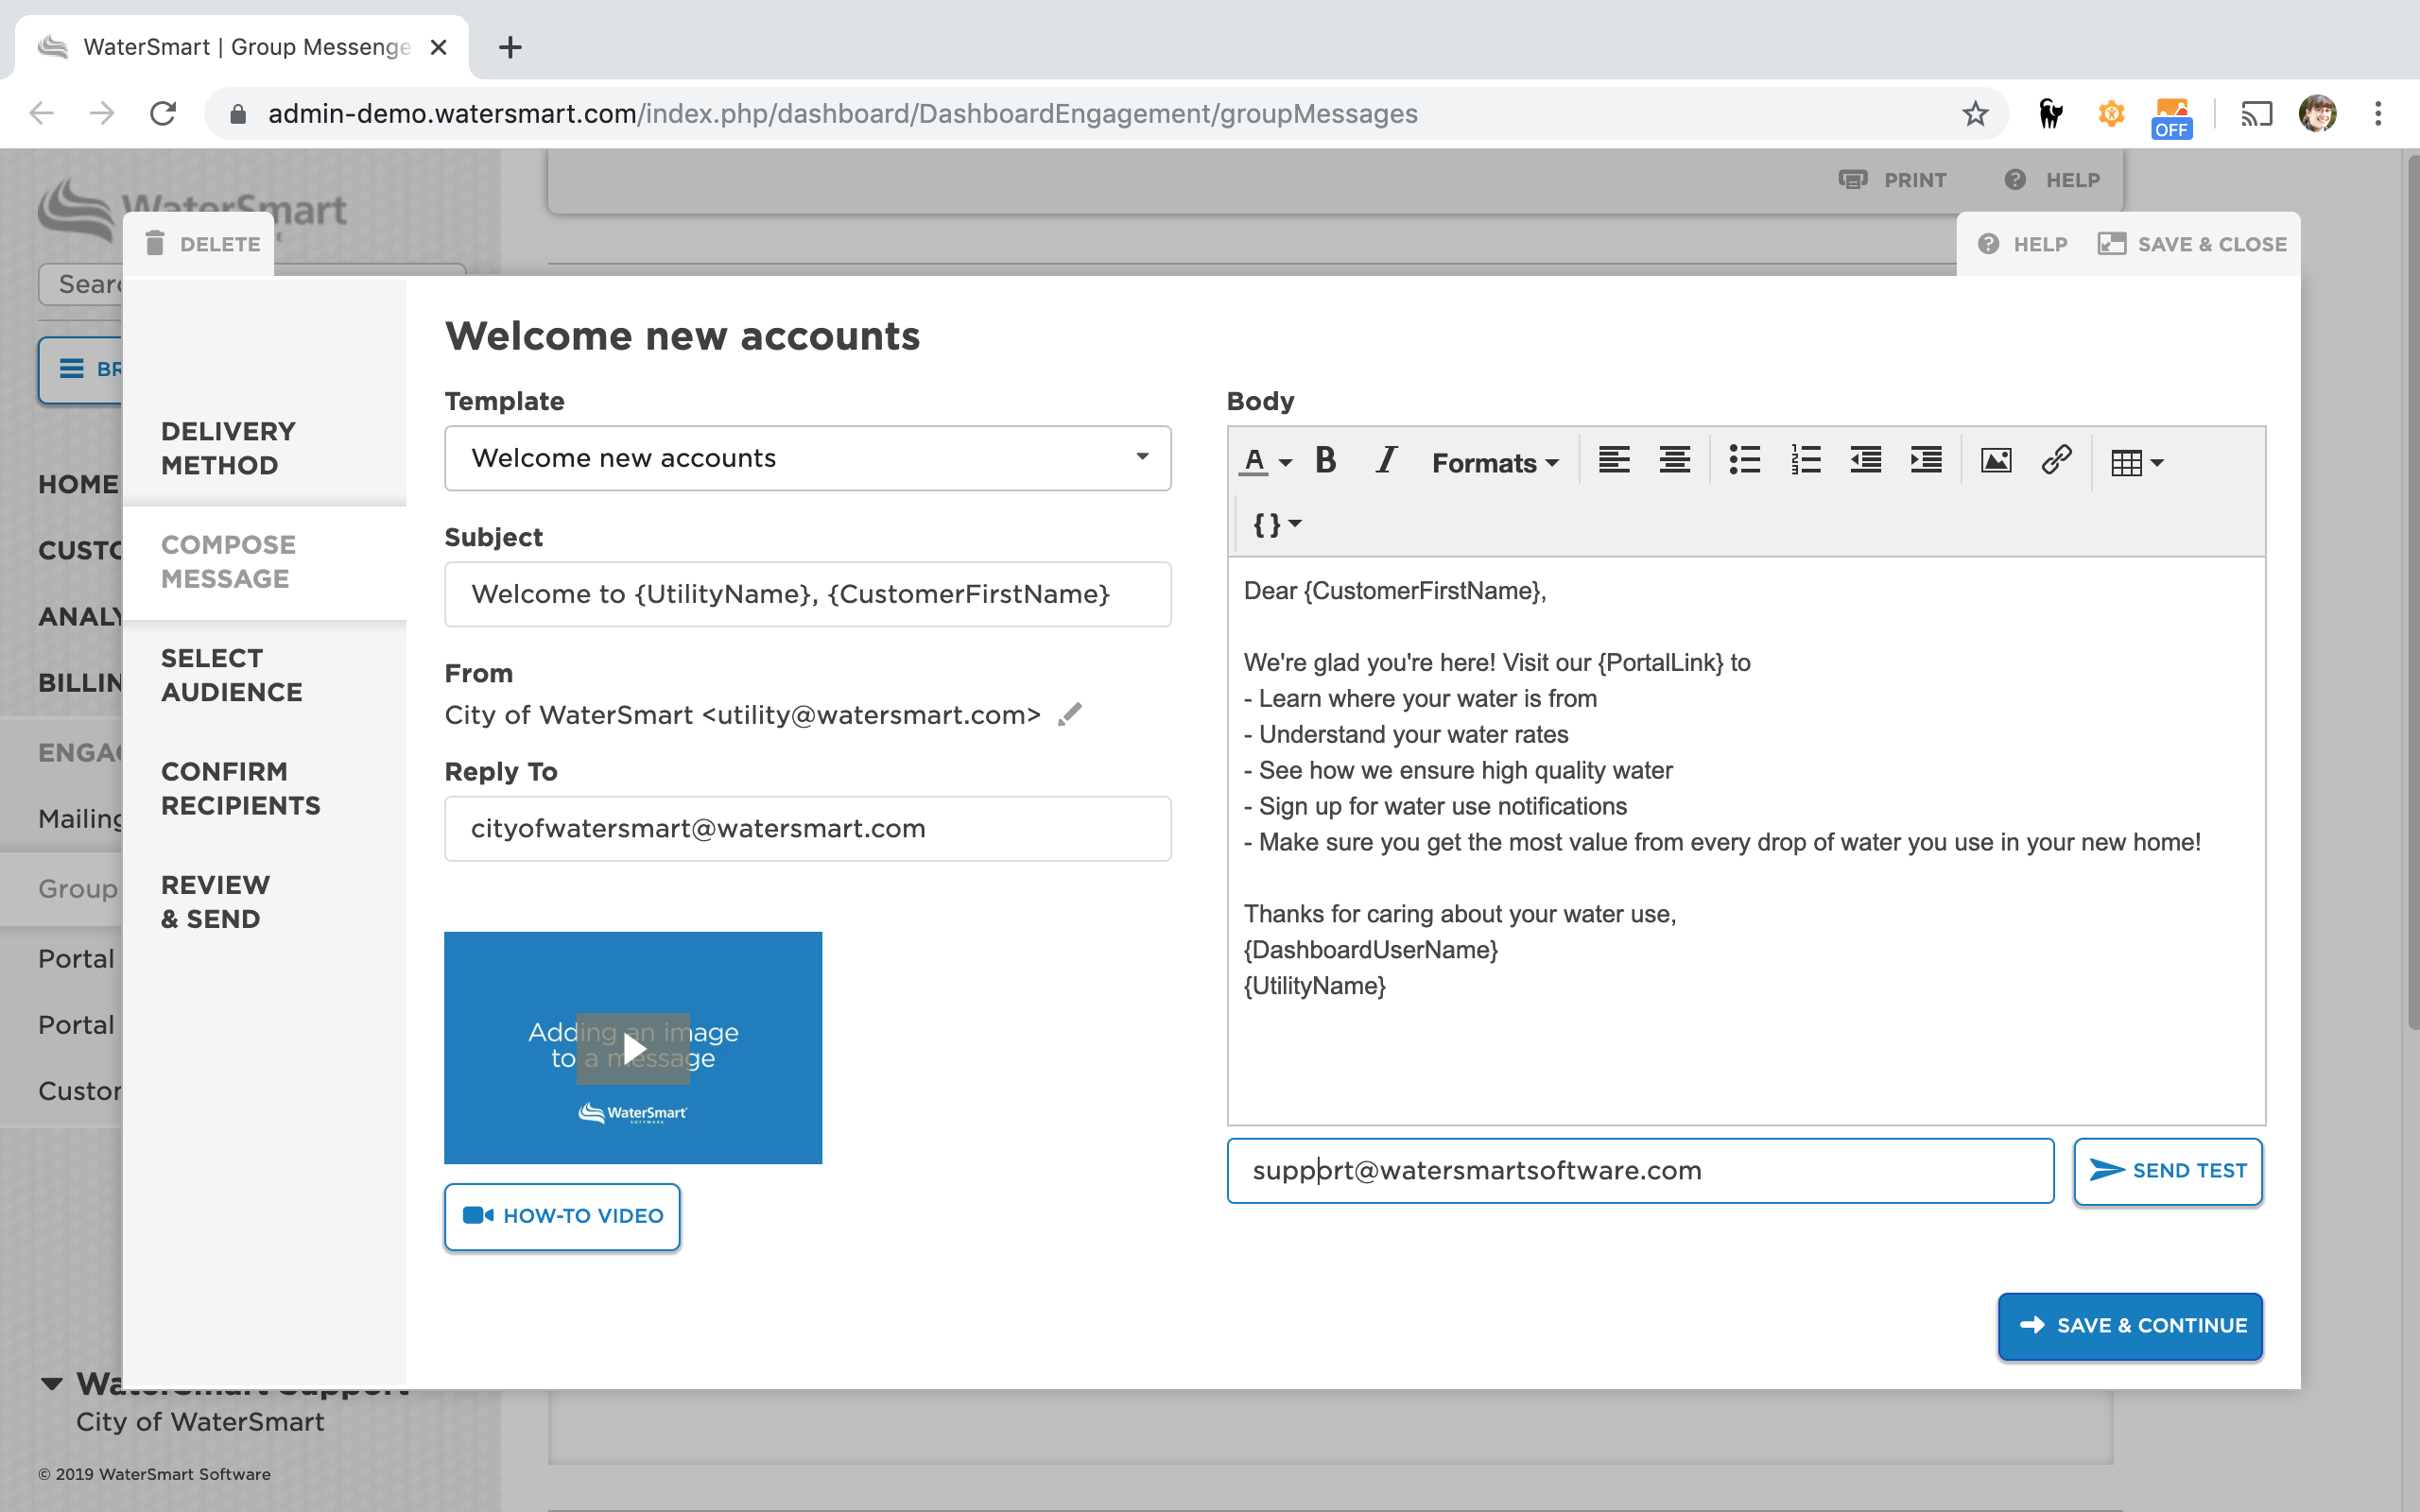 WaterSmart | Group Messenge
admin-demo.watersmart.com/index.php/dashboard/DashboardEngagement/groupMessages
OFF
PRINT
HELP
WaterSmart
DELETE
HELP
SAVE & CLOSE
Sear
BR
HOME
CUSTO
ANALY
BILLIN
ENGAG
Mailing
Group
Portal
Portal
Custor
DELIVERY
METHOD
COMPOSE
MESSAGE
SELECT
AUDIENCE
CONFIRM
RECIPIENTS
REVIEW
& SEND
Welcome new accounts
Template
Welcome new accounts
Subject
Welcome to {UtilityName}, {CustomerFirstName}
From
City of WaterSmart <utility@watersmart.com>
Reply To
cityofwatersmart@watersmart.com
Adding an image
to a message
WaterSmart
SOFTWARE
HOW-TO VIDEO
Body
A B I Formats
{ }
Dear {CustomerFirstName},
We're glad you're here! Visit our {PortalLink} to
- Learn where your water is from
- Understand your water rates
- See how we ensure high quality water
- Sign up for water use notifications
- Make sure you get the most value from every drop of water you use in your new home!
Thanks for caring about your water use,
{DashboardUserName}
{UtilityName}
support@watersmartsoftware.com
SEND TEST
SAVE & CONTINUE
WaterSmart Support
City of WaterSmart
© 2019 WaterSmart Software